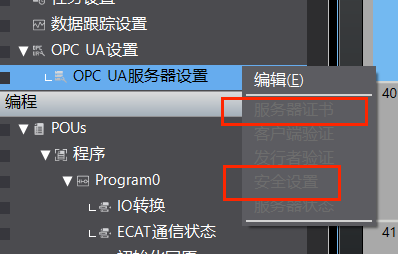 任务设置
数据跟踪设置
OPC UA设置
OPC UA服务器设置
编程
POUs
程序
Program0
IO转换
ECAT通信状态
编辑(E)
服务器证书
客户端验证
发行者验证
安全设置
服务器状态
40
41